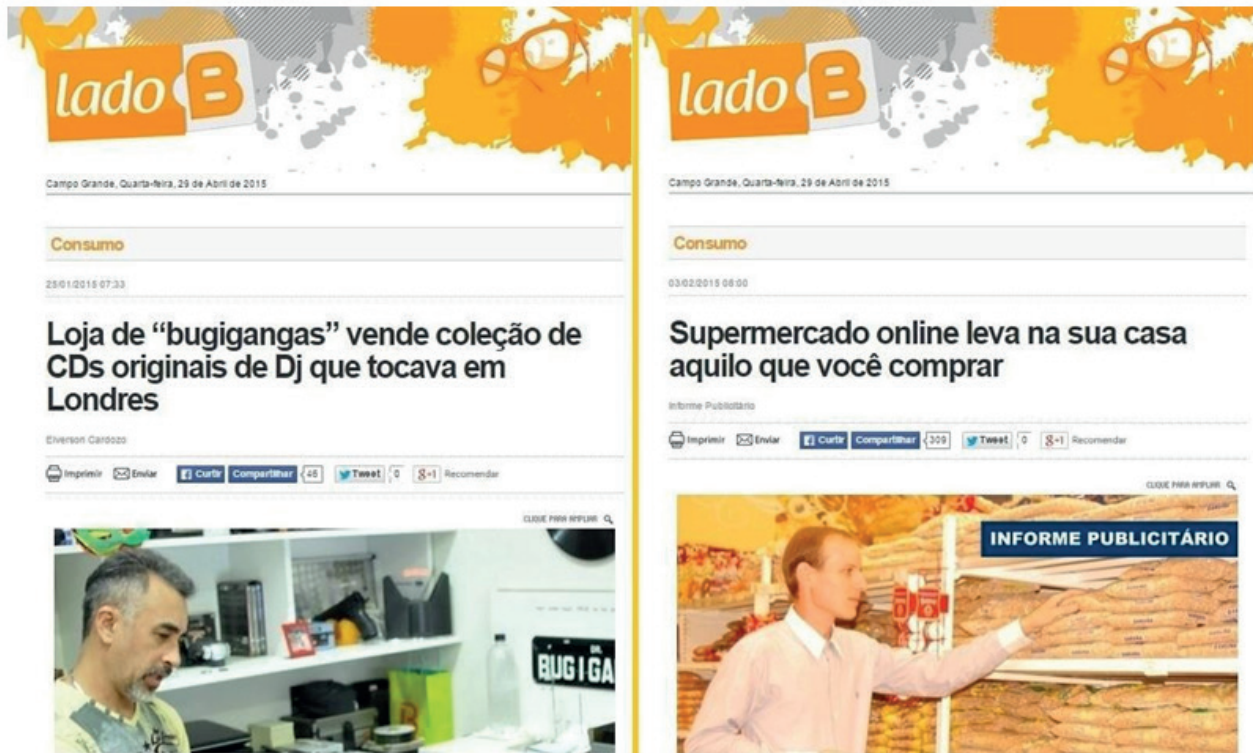 lado B
Campo Grande, Quarta-feira, 29 de Abril de 2015
Consumo
25/01/2015 07:33
Loja de “bugigangas” vende coleção de
CDs originais de Dj que tocava em
Londres
Elverson Cardozo
Imprimir Enviar Curtir Compartilhar 46 Tweet 0 g+1 Recomendar
CLIQUE PARA AMPLIAR
DR.
BUGIGA
lado B
Campo Grande, Quarta-feira, 29 de Abril de 2015
Consumo
03/02/2015 06:00
Supermercado online leva na sua casa
aquilo que você comprar
Informe Publicitário
Imprimir Enviar Curtir Compartilhar 309 Tweet 0 g+1 Recomendar
CLIQUE PARA AMPLIAR
INFORME PUBLICITÁRIO